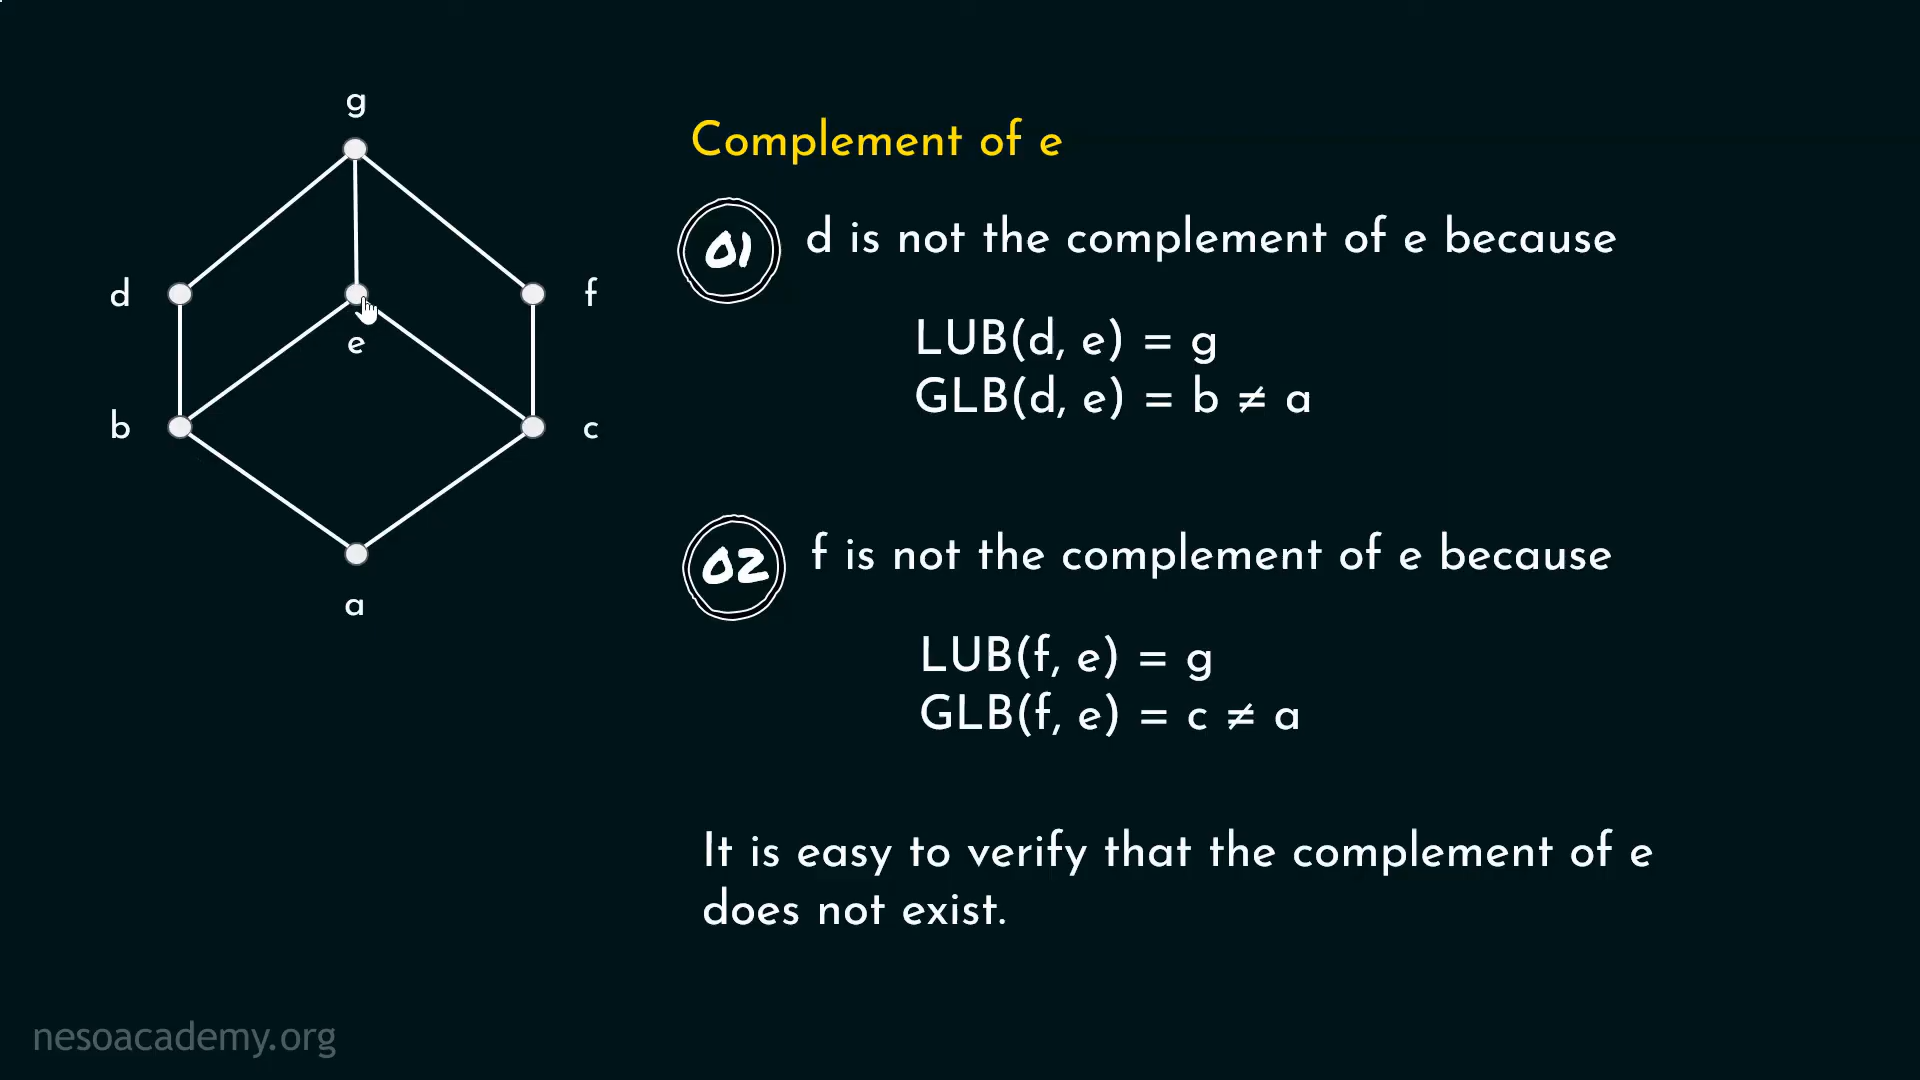 g
d
e
f
b
c
a
Complement of e
01 d is not the complement of e because
LUB(d, e) = g
GLB(d, e) = b ≠ a
02 f is not the complement of e because
LUB(f, e) = g
GLB(f, e) = c ≠ a
It is easy to verify that the complement of e
does not exist.
nesoacademy.org